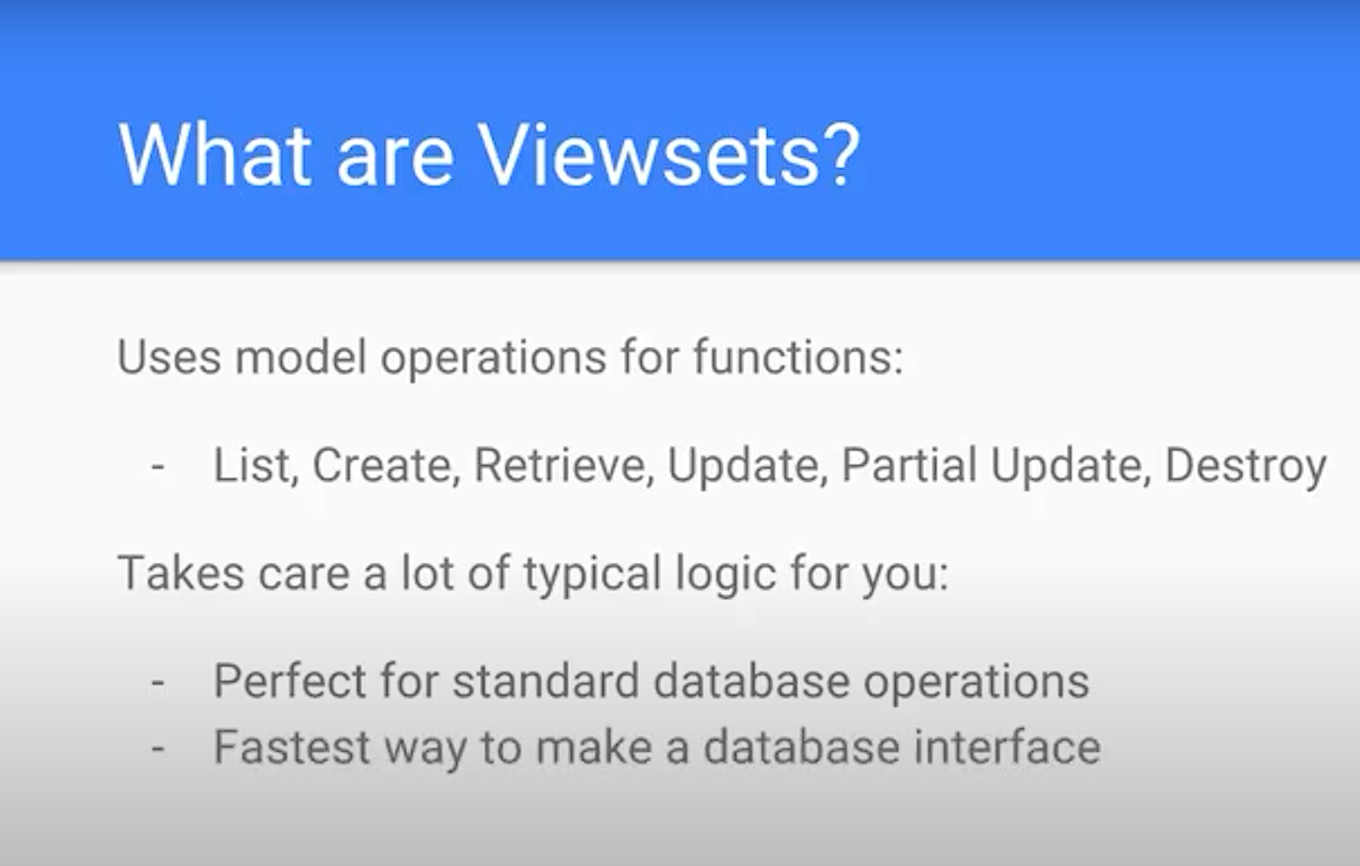 What are Viewsets?
Uses model operations for functions:
- List, Create, Retrieve, Update, Partial Update, Destroy
Takes care a lot of typical logic for you:
- Perfect for standard database operations
- Fastest way to make a database interface